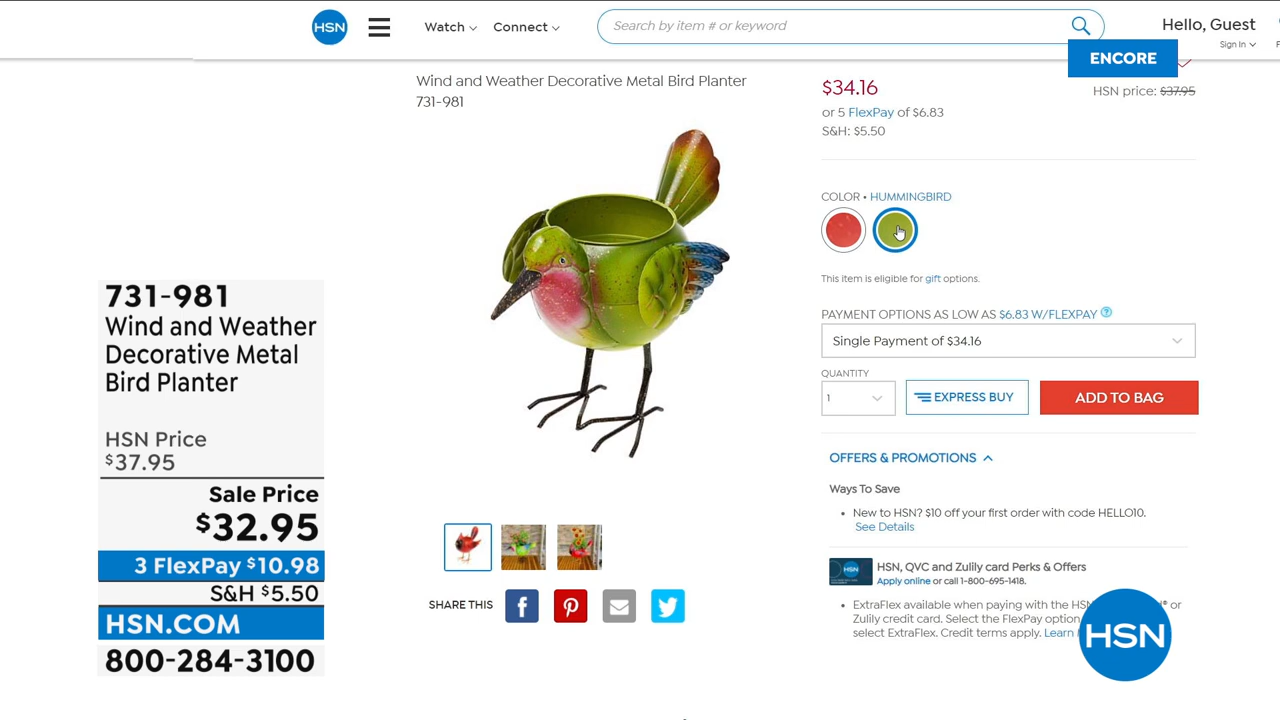 HSN
Watch
Connect
Search by item # or keyword
Hello, Guest
Sign In
ENCORE
Wind and Weather Decorative Metal Bird Planter
731-981
$34.16
HSN price: $37.95
or 5 FlexPay of $6.83
S&H: $5.50
COLOR • HUMMINGBIRD
This item is eligible for gift options.
PAYMENT OPTIONS AS LOW AS $6.83 W/FLEXPAY ?
Single Payment of $34.16
QUANTITY
1
EXPRESS BUY
ADD TO BAG
OFFERS & PROMOTIONS
Ways To Save
• New to HSN? $10 off your first order with code HELLO10.
See Details
HSN
HSN, QVC and Zulily card Perks & Offers
Apply online or call 1-800-695-1418.
• ExtraFlex available when paying with the HSN or
Zulily credit card. Select the FlexPay option
select ExtraFlex. Credit terms apply. Learn
HSN
SHARE THIS
731-981
Wind and Weather
Decorative Metal
Bird Planter
HSN Price
$37.95
Sale Price
$32.95
3 FlexPay $10.98
S&H $5.50
HSN.COM
800-284-3100